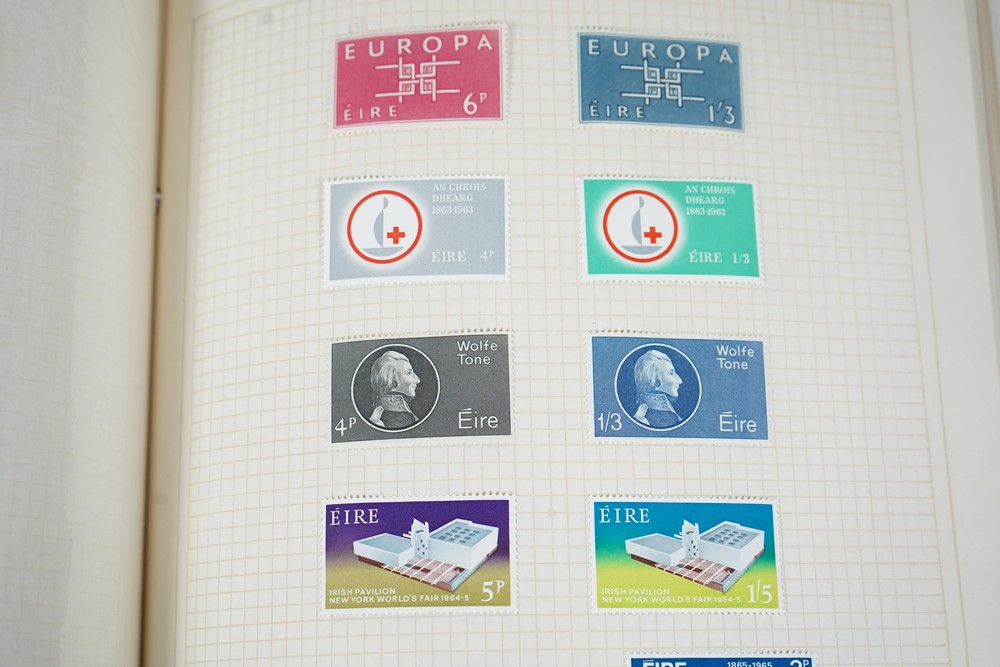 EUROPA
ÉIRE 6P
EUROPA
ÉIRE 1/3
AN CHROIS
DHEARG
1863-1963
ÉIRE 4P
AN CHROIS
DHEARG
1863-1963
ÉIRE 1/3
Wolfe
Tone
4P Éire
Wolfe
Tone
1/3 Éire
ÉIRE
5P
IRISH PAVILION
NEW YORK WORLD'S FAIR 1964-5
ÉIRE
1/5
IRISH PAVILION
NEW YORK WORLD'S FAIR 1964-5
ÉIRE 1865-1965